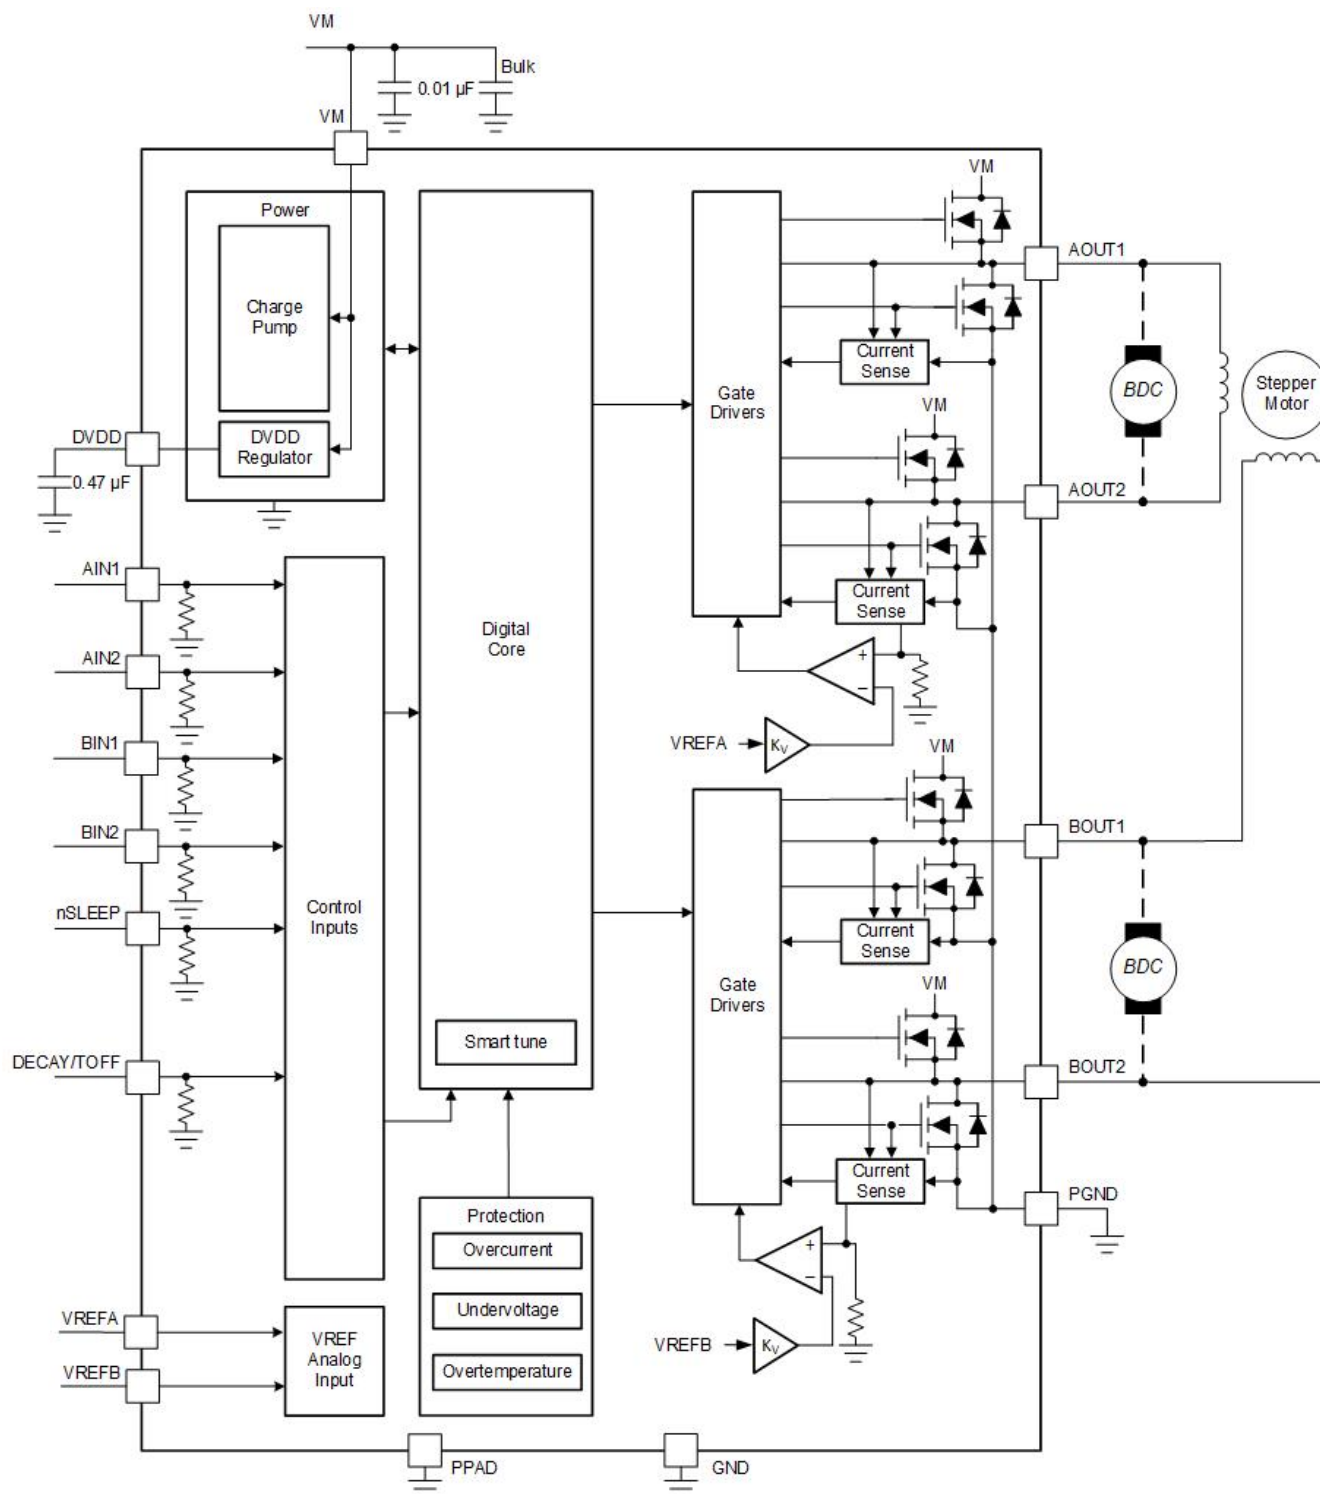 VM
Bulk
0.01 µF
VM
Power
Charge
Pump
DVDD
Regulator
DVDD
0.47 µF
AIN1
AIN2
BIN1
BIN2
nSLEEP
DECAY/TOFF
Control
Inputs
VREFA
VREFB
VREF
Analog
Input
Digital
Core
Smart tune
Protection
Overcurrent
Undervoltage
Overtemperature
PPAD
GND
Gate
Drivers
VM
Current
Sense
VM
Current
Sense
+
−
VREFA
KV
AOUT1
BDC
Stepper
Motor
AOUT2
Gate
Drivers
VM
Current
Sense
VM
Current
Sense
+
−
VREFB
KV
BOUT1
BDC
BOUT2
PGND